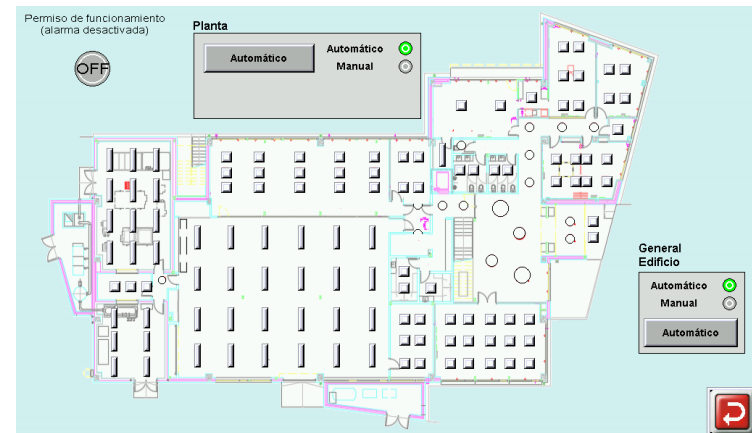 Permiso de funcionamiento
(alarma desactivada)
OFF
Planta
Automático
Automático
Manual
General
Edificio
Automático
Manual
Automático